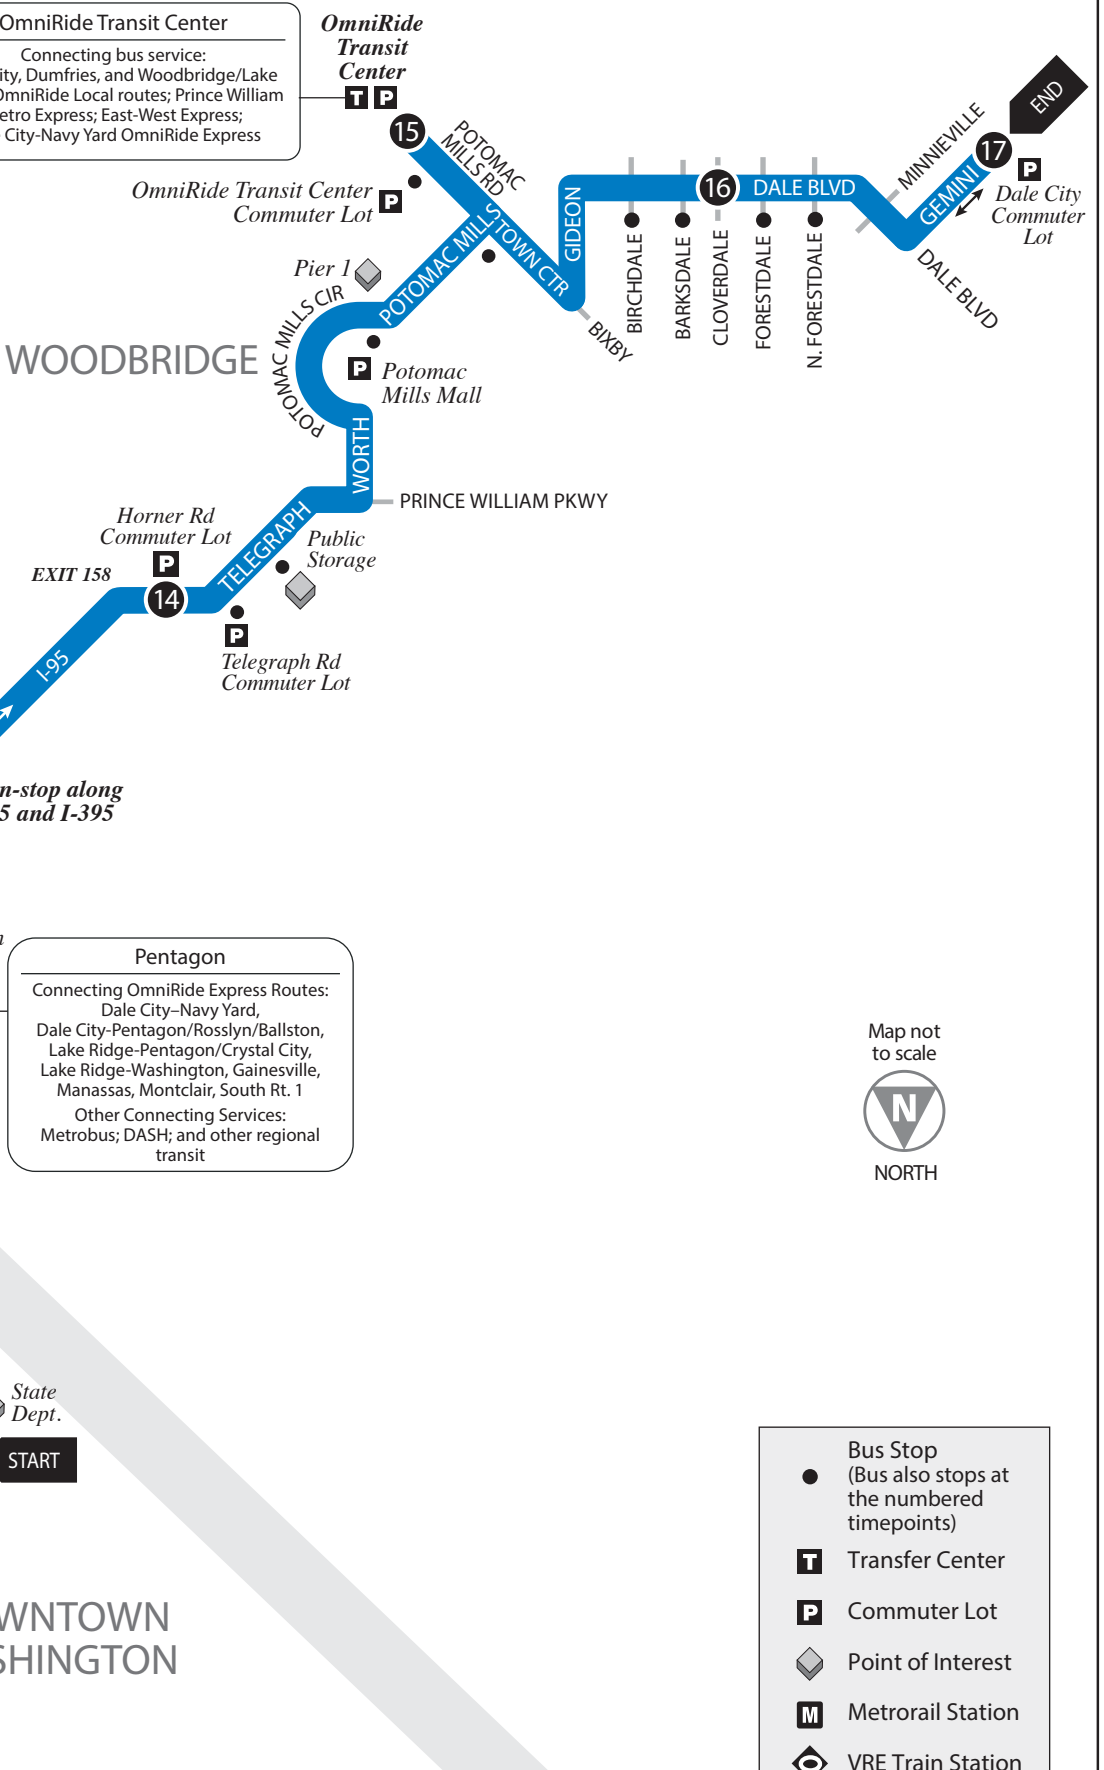 OmniRide Transit Center
Connecting bus service:
ity, Dumfries, and Woodbridge/Lake
OmniRide Local routes; Prince William
etro Express; East-West Express;
City-Navy Yard OmniRide Express
OmniRide
Transit
Center
T P
15
POTOMAC
MILLS RD
OmniRide Transit Center
Commuter Lot
P
Pier 1
POTOMAC MILLS
POTOMAC MILLS CIR
STOWN CTR
GIDEON
BIXBY
BIRCHDALE
BARKSDALE
16
CLOVERDALE
FORESTDALE
N. FORESTDALE
DALE BLVD
MINNIEVILLE
GEMINI
17
END
P
Dale City
Commuter
Lot
DALE BLVD
WOODBRIDGE
P
Potomac
Mills Mall
WORTH
PRINCE WILLIAM PKWY
Horner Rd
Commuter Lot
P
EXIT 158
14
TELEGRAPH
Public
Storage
P
Telegraph Rd
Commuter Lot
I-95
n-stop along
5 and I-395
n
Pentagon
Connecting OmniRide Express Routes:
Dale City–Navy Yard,
Dale City-Pentagon/Rosslyn/Ballston,
Lake Ridge-Pentagon/Crystal City,
Lake Ridge-Washington, Gainesville,
Manassas, Montclair, South Rt. 1
Other Connecting Services:
Metrobus; DASH; and other regional
transit
Map not
to scale
N
NORTH
State
Dept.
START
WNTOWN
SHINGTON
Bus Stop
(Bus also stops at
the numbered
timepoints)
T Transfer Center
P Commuter Lot
Point of Interest
M Metrorail Station
VRE Train Station